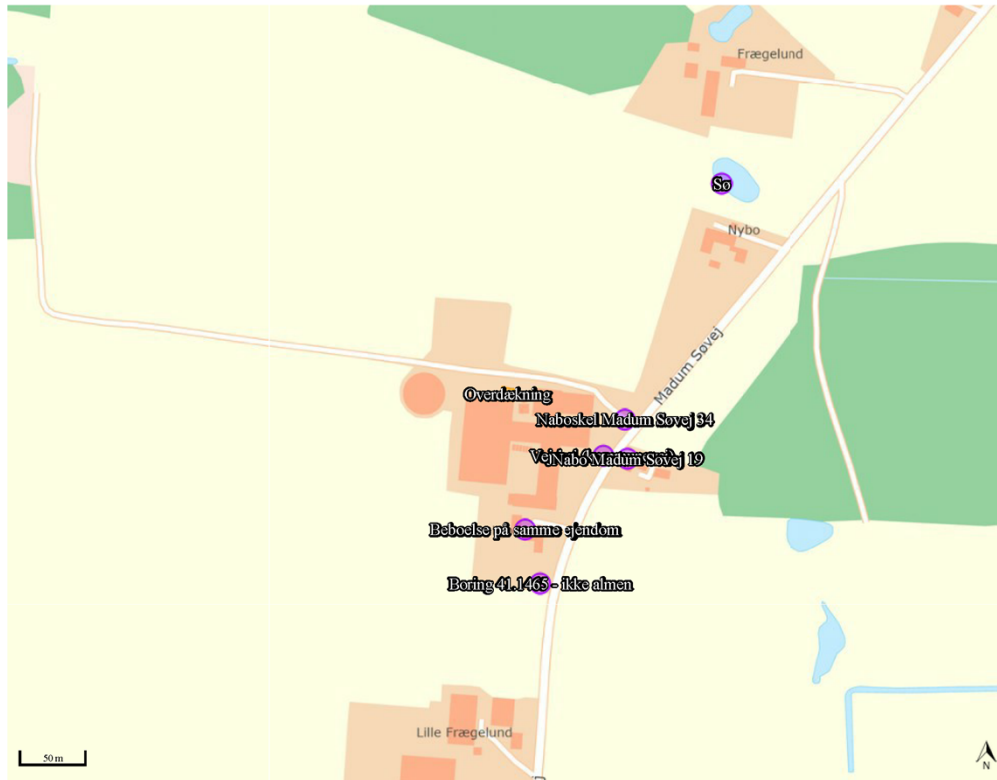 Frægelund
Sø
Nybo
Madum Søvej
Overdækning
Naboskel Madum Søvej 34
Nabo Madum Søvej 19
Beboelse på samme ejendom
Boring 41.1465 - ikke almen
Lille Frægelund
50 m
N